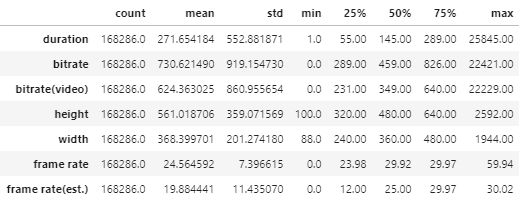 count mean std min 25% 50% 75% max
duration 168286.0 271.654184 552.881871 1.0 55.00 145.00 289.00 25845.00
bitrate 168286.0 730.621490 919.154730 0.0 289.00 459.00 826.00 22421.00
bitrate(video) 168286.0 624.363025 860.955654 0.0 231.00 349.00 640.00 22229.00
height 168286.0 561.018706 359.071569 100.0 320.00 480.00 640.00 2592.00
width 168286.0 368.399701 201.274180 88.0 240.00 360.00 480.00 1944.00
frame rate 168286.0 24.564592 7.396615 0.0 23.98 29.92 29.97 59.94
frame rate(est.) 168286.0 19.884441 11.435070 0.0 12.00 25.00 29.97 30.02